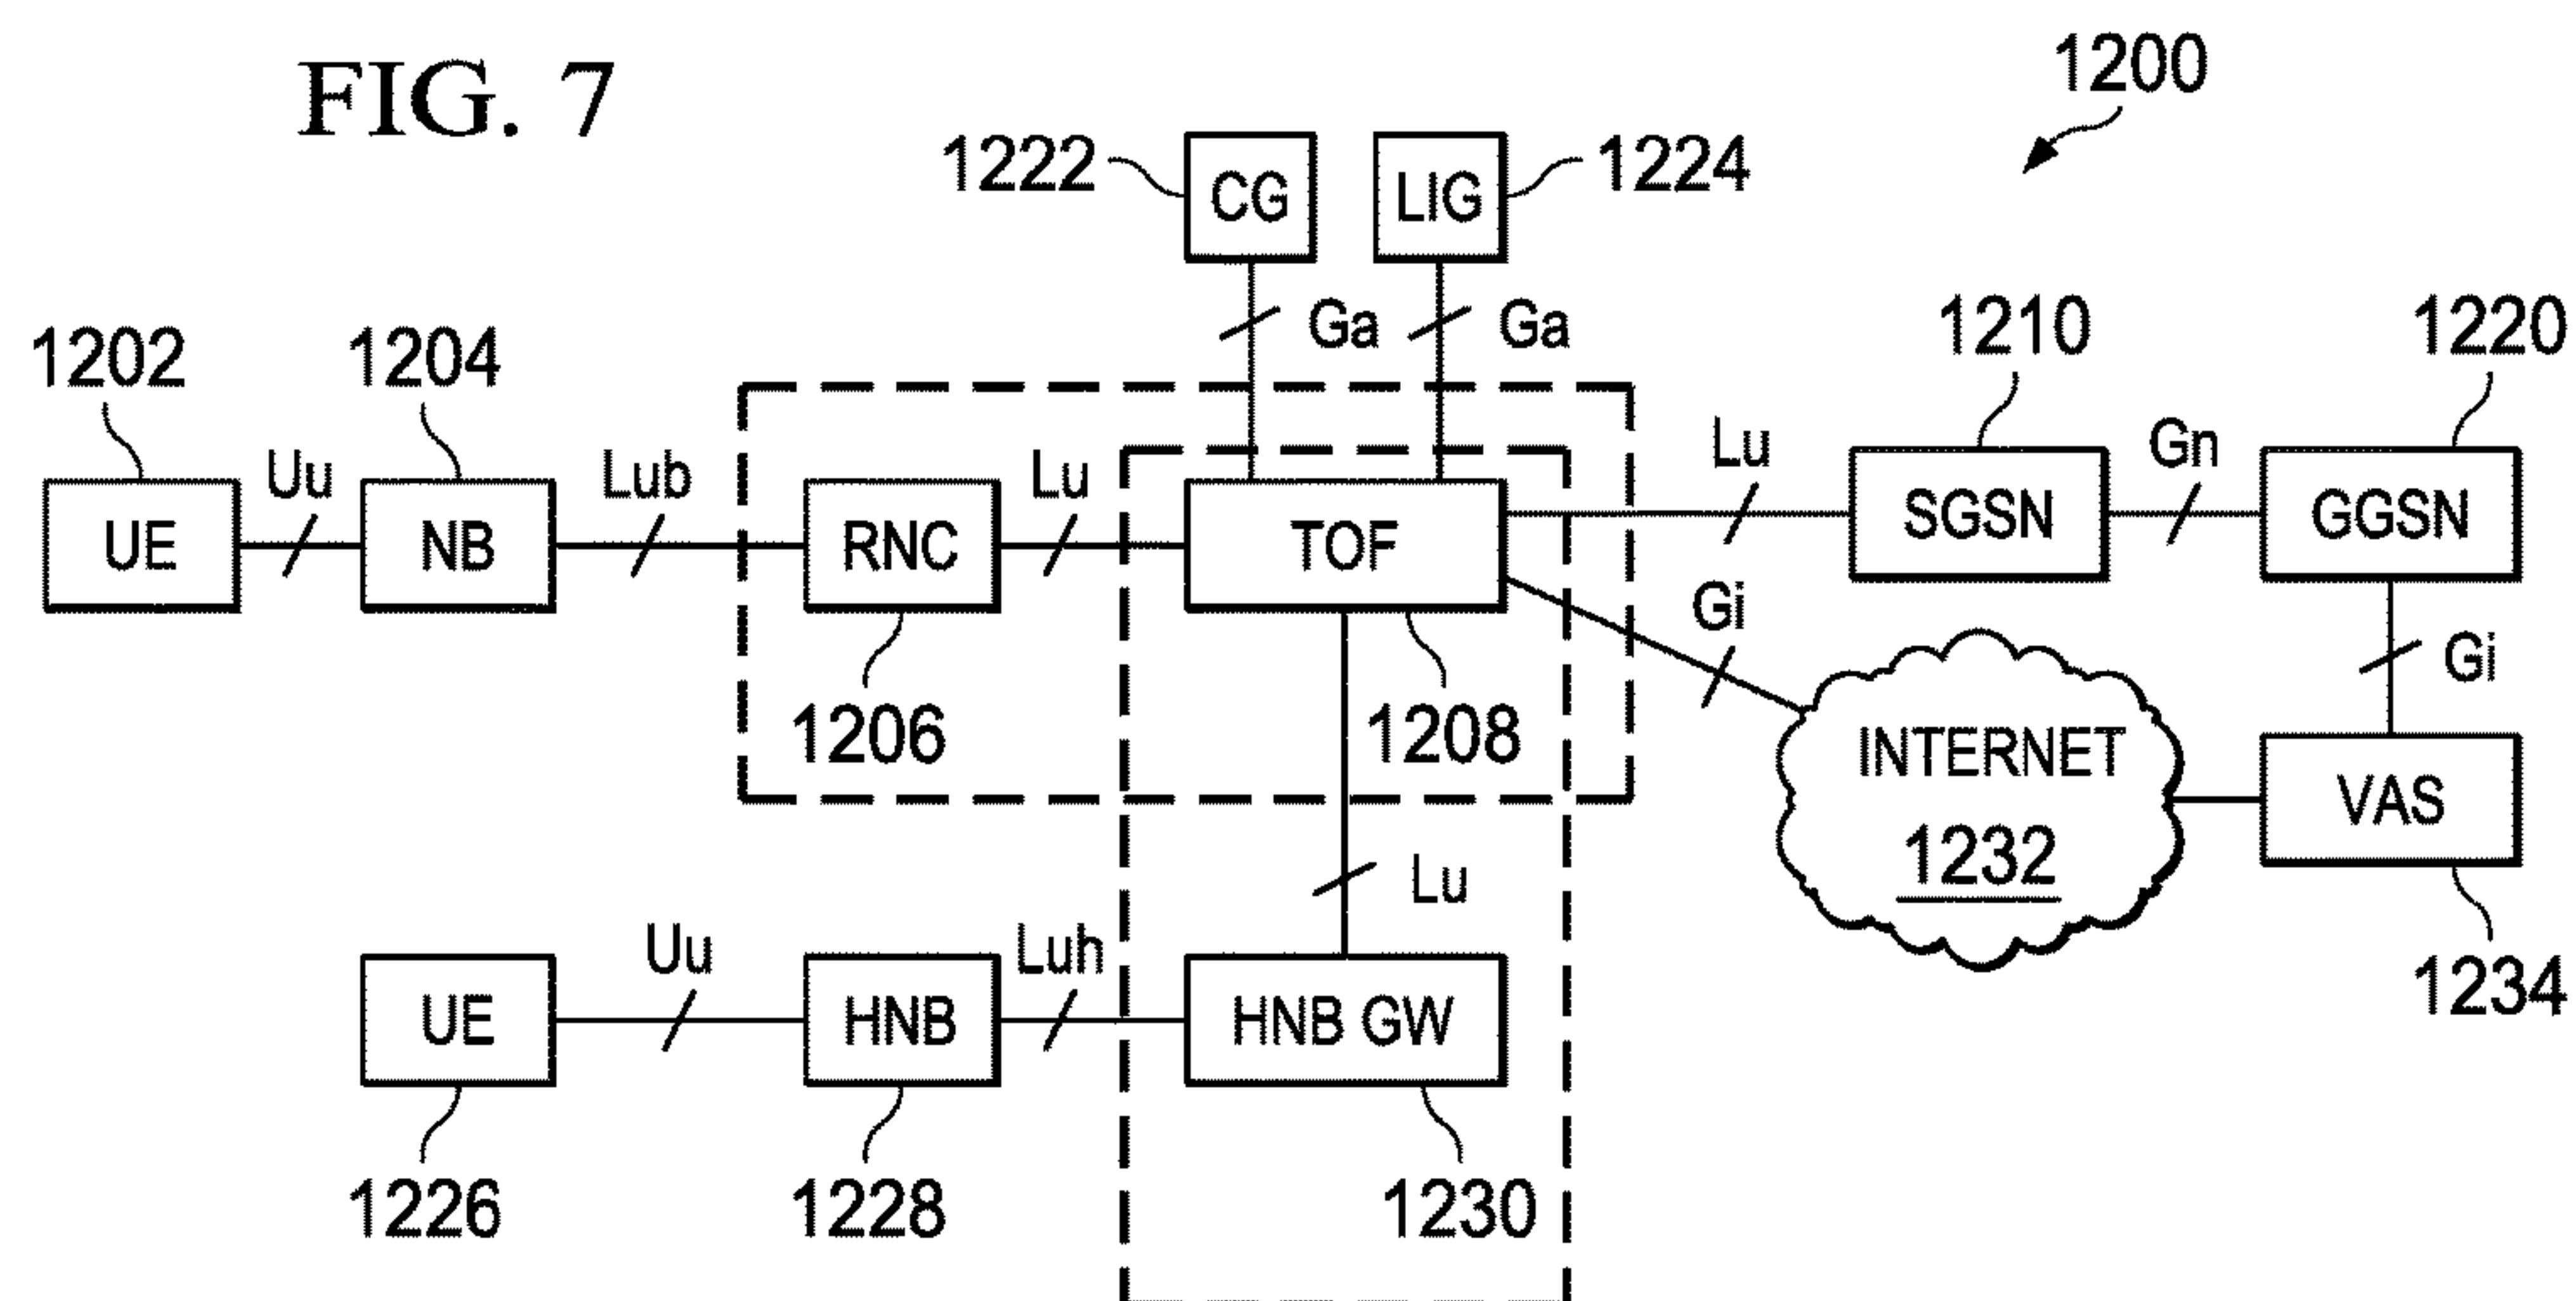 FIG. 7
1200
1222
CG
LIG
1224
Ga
Ga
1202
1204
1210
1220
Uu
Lub
Lu
Lu
Gn
UE
NB
RNC
TOF
SGSN
GGSN
Gi
Gi
1206
1208
INTERNET
1232
VAS
Lu
1234
Uu
Luh
UE
HNB
HNB GW
1226
1228
1230